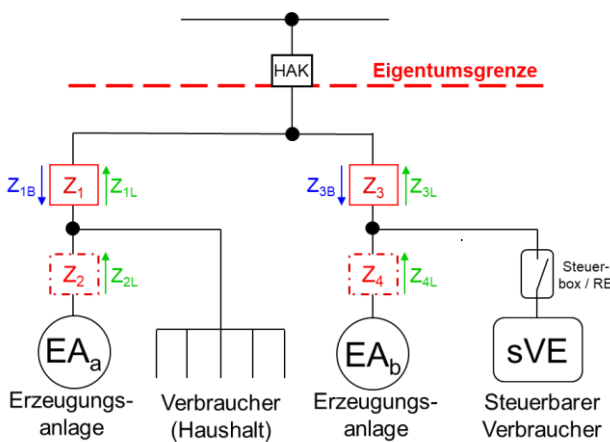 HAK
Eigentumsgrenze
Z1B
Z1
Z1L
Z3B
Z3
Z3L
Z2
Z2L
Z4
Z4L
Steuer-
box / RE
EAa
EAb
sVE
Erzeugungs-
anlage
Verbraucher
(Haushalt)
Erzeugungs-
anlage
Steuerbarer
Verbraucher